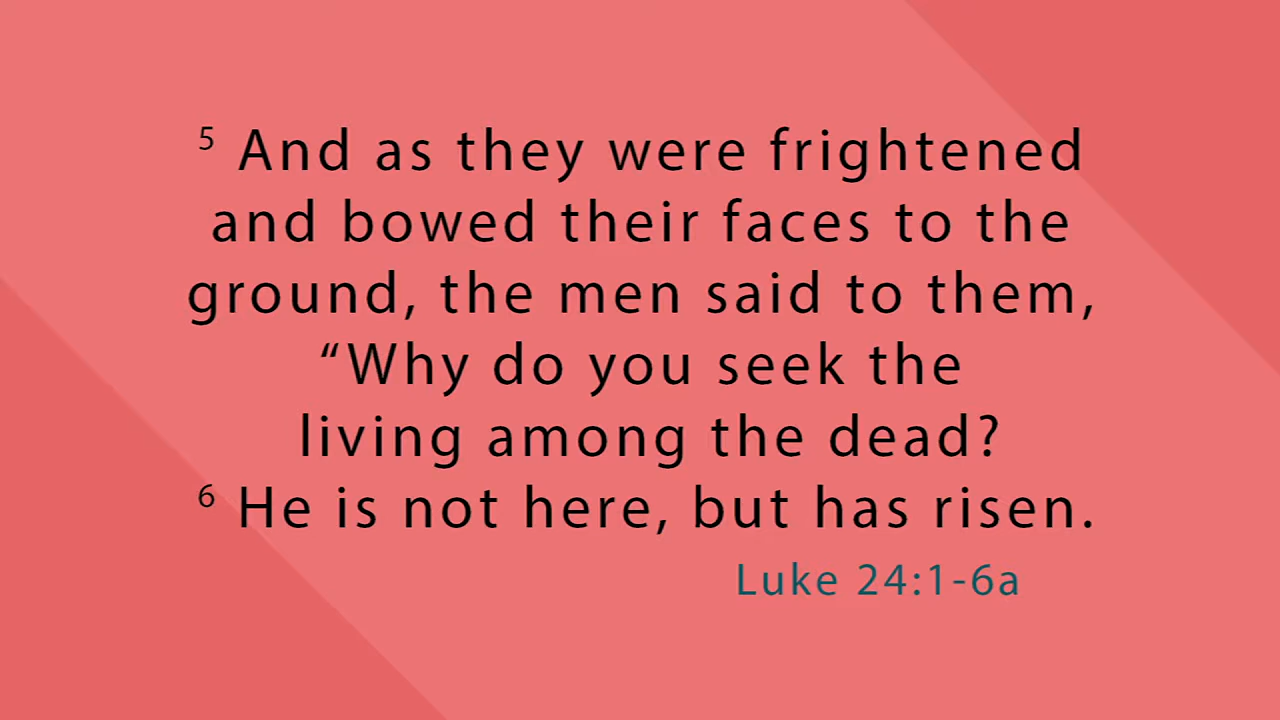 5 And as they were frightened
and bowed their faces to the
ground, the men said to them,
“Why do you seek the
living among the dead?
6 He is not here, but has risen.
Luke 24:1-6a